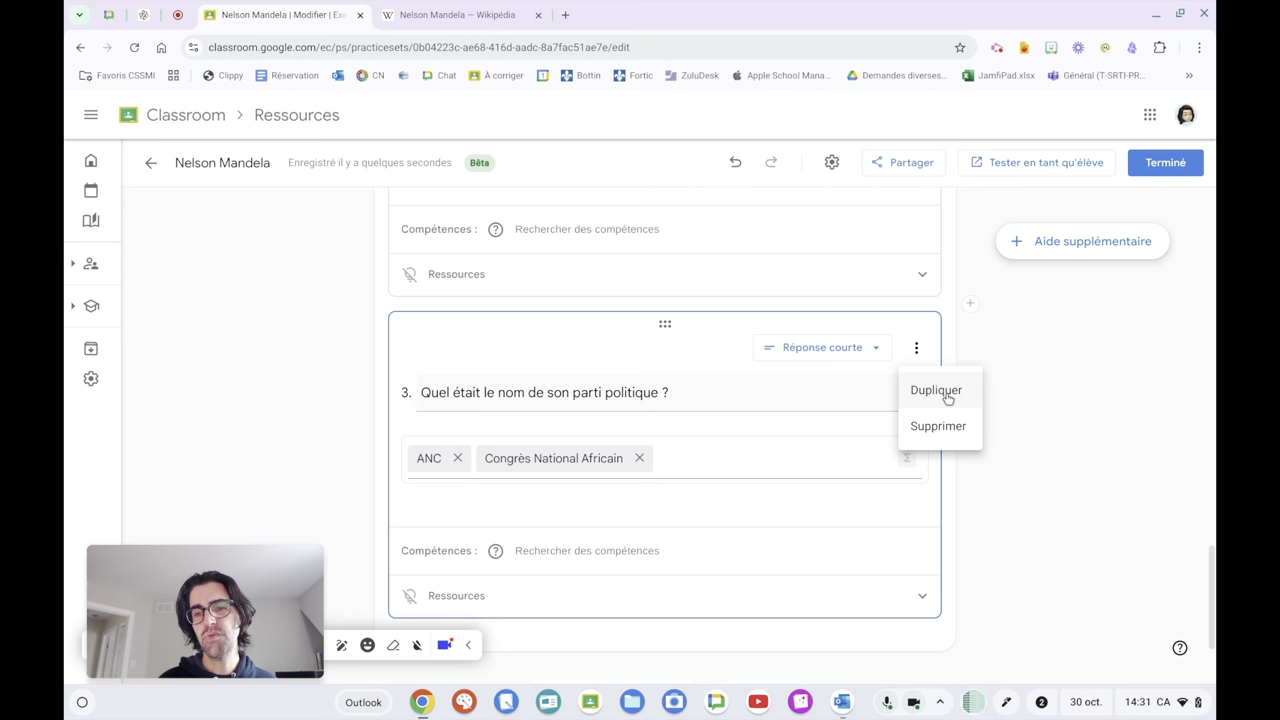 Nelson Mandela | Modifier | Exe
Nelson Mandela — Wikipédia
classroom.google.com/ec/ps/practicesets/0b04223c-ae68-416d-aadc-8a7fac51ae7e/edit
Favoris CSSMI
Clippy
Réservation
CN
Chat
À corriger
Bottin
Fortic
ZuluDesk
Apple School Mana...
Demandes diverses...
JamfiPad.xlsx
Général (T-SRTI-PR...
Classroom > Ressources
Nelson Mandela
Enregistré il y a quelques secondes
Bêta
Partager
Tester en tant qu'élève
Terminé
Compétences :
Rechercher des compétences
Aide supplémentaire
Ressources
Réponse courte
3. Quel était le nom de son parti politique ?
Dupliquer
Supprimer
ANC
Congrès National Africain
Compétences :
Rechercher des compétences
Ressources
Outlook
2
30 oct.
14:31 CA